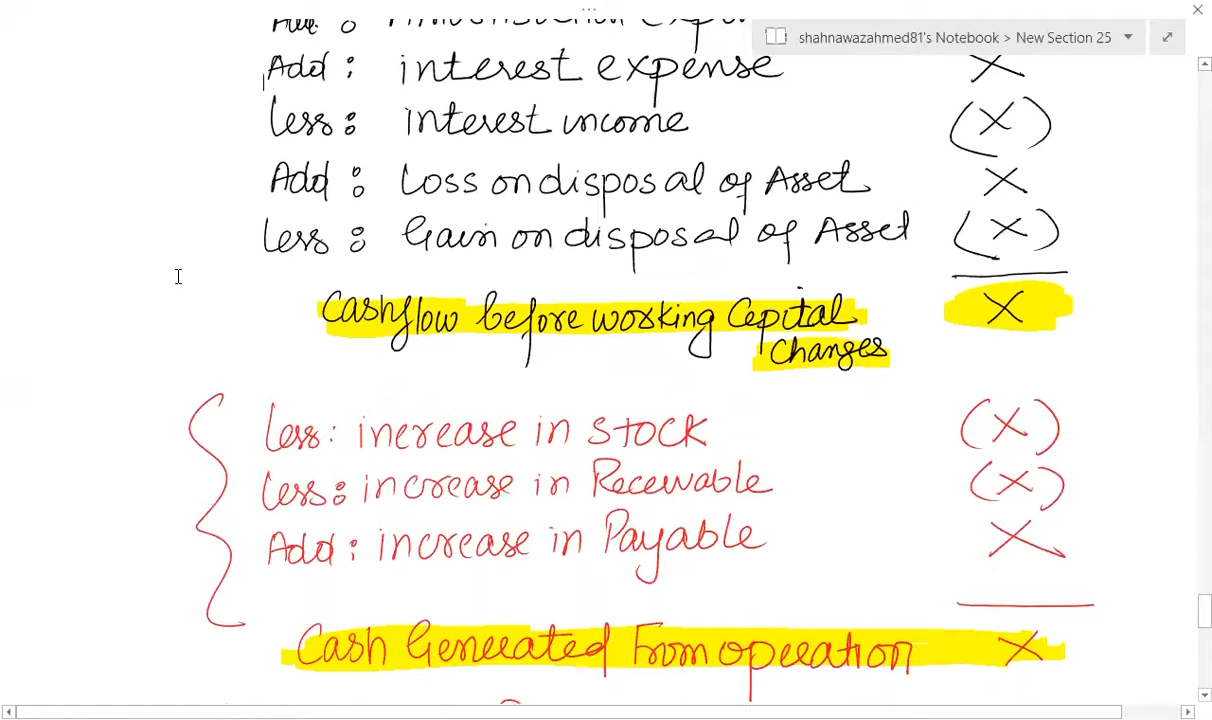 shahnawazahmed81's Notebook > New Section 25
Add : interest expense X
Less : interest income (X)
Add : Loss on disposal of Asset X
Less : Gain on disposal of Asset (X)
Cashflow before working Capital X
Changes
Less : increase in STOCK (X)
Less : increase in Receivable (X)
Add : increase in Payable X
Cash Generated From operation X